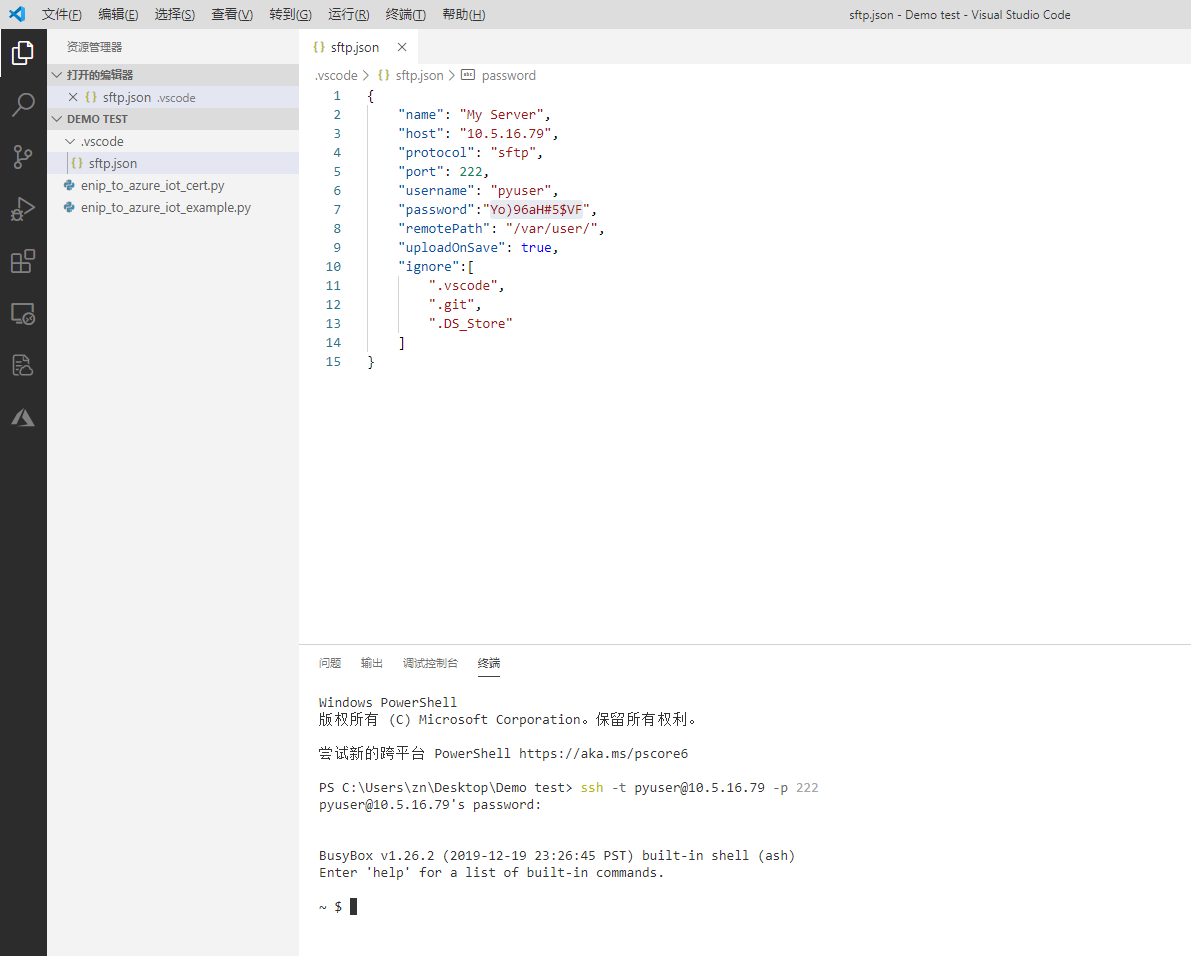 文件(F) 编辑(E) 选择(S) 查看(V) 转到(G) 运行(R) 终端(T) 帮助(H) sftp.json - Demo test - Visual Studio Code
资源管理器
打开的编辑器
sftp.json .vscode
DEMO TEST
.vscode
sftp.json
enip_to_azure_iot_cert.py
enip_to_azure_iot_example.py
{} sftp.json
.vscode > {} sftp.json > abc password
1 {
2 "name": "My Server",
3 "host": "10.5.16.79",
4 "protocol": "sftp",
5 "port": 222,
6 "username": "pyuser",
7 "password":"Yo)96aH#5$VF",
8 "remotePath": "/var/user/",
9 "uploadOnSave": true,
10 "ignore":[
11 ".vscode",
12 ".git",
13 ".DS_Store"
14 ]
15 }
问题 输出 调试控制台 终端
Windows PowerShell
版权所有 (C) Microsoft Corporation。保留所有权利。
尝试新的跨平台 PowerShell https://aka.ms/pscore6
PS C:\Users\zn\Desktop\Demo test> ssh -t pyuser@10.5.16.79 -p 222
pyuser@10.5.16.79's password:
BusyBox v1.26.2 (2019-12-19 23:26:45 PST) built-in shell (ash)
Enter 'help' for a list of built-in commands.
~ $